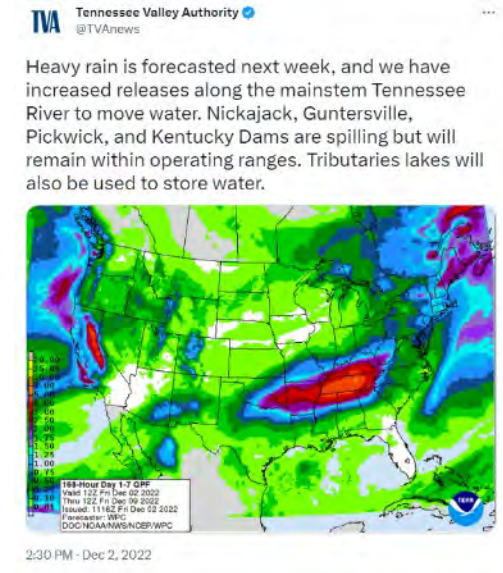 TVA
Tennessee Valley Authority
@TVAnews
Heavy rain is forecasted next week, and we have
increased releases along the mainstem Tennessee
River to move water. Nickajack, Guntersville,
Pickwick, and Kentucky Dams are spilling but will
remain within operating ranges. Tributaries lakes will
also be used to store water.
168-Hour Day 1-7 QPF
Valid 12Z Fri Dec 02 2022
Thru 12Z Fri Dec 09 2022
Issued: 1116Z Fri Dec 02 2022
Forecaster: WPC
DOC/NOAA/NWS/NCEP/WPC
2:30 PM · Dec 2, 2022